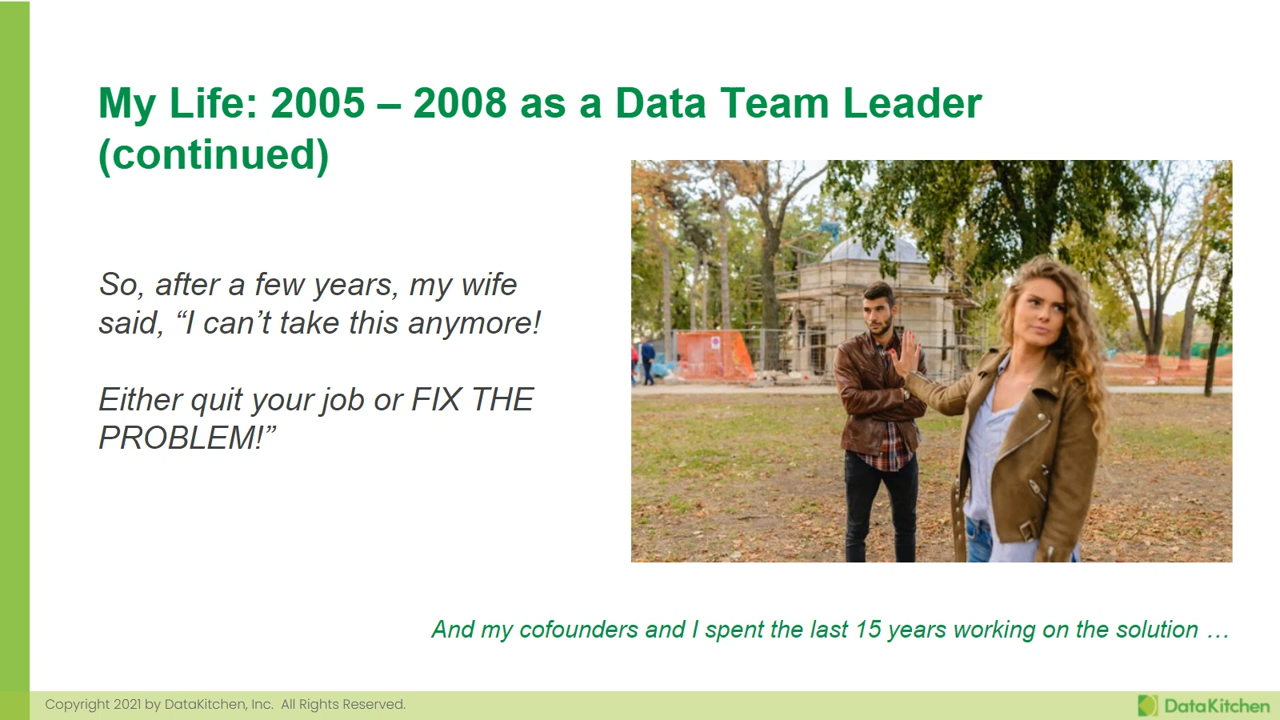 My Life: 2005 – 2008 as a Data Team Leader
(continued)
So, after a few years, my wife
said, “I can’t take this anymore!
Either quit your job or FIX THE
PROBLEM!”
And my cofounders and I spent the last 15 years working on the solution …
Copyright 2021 by DataKitchen, Inc.  All Rights Reserved.
DataKitchen